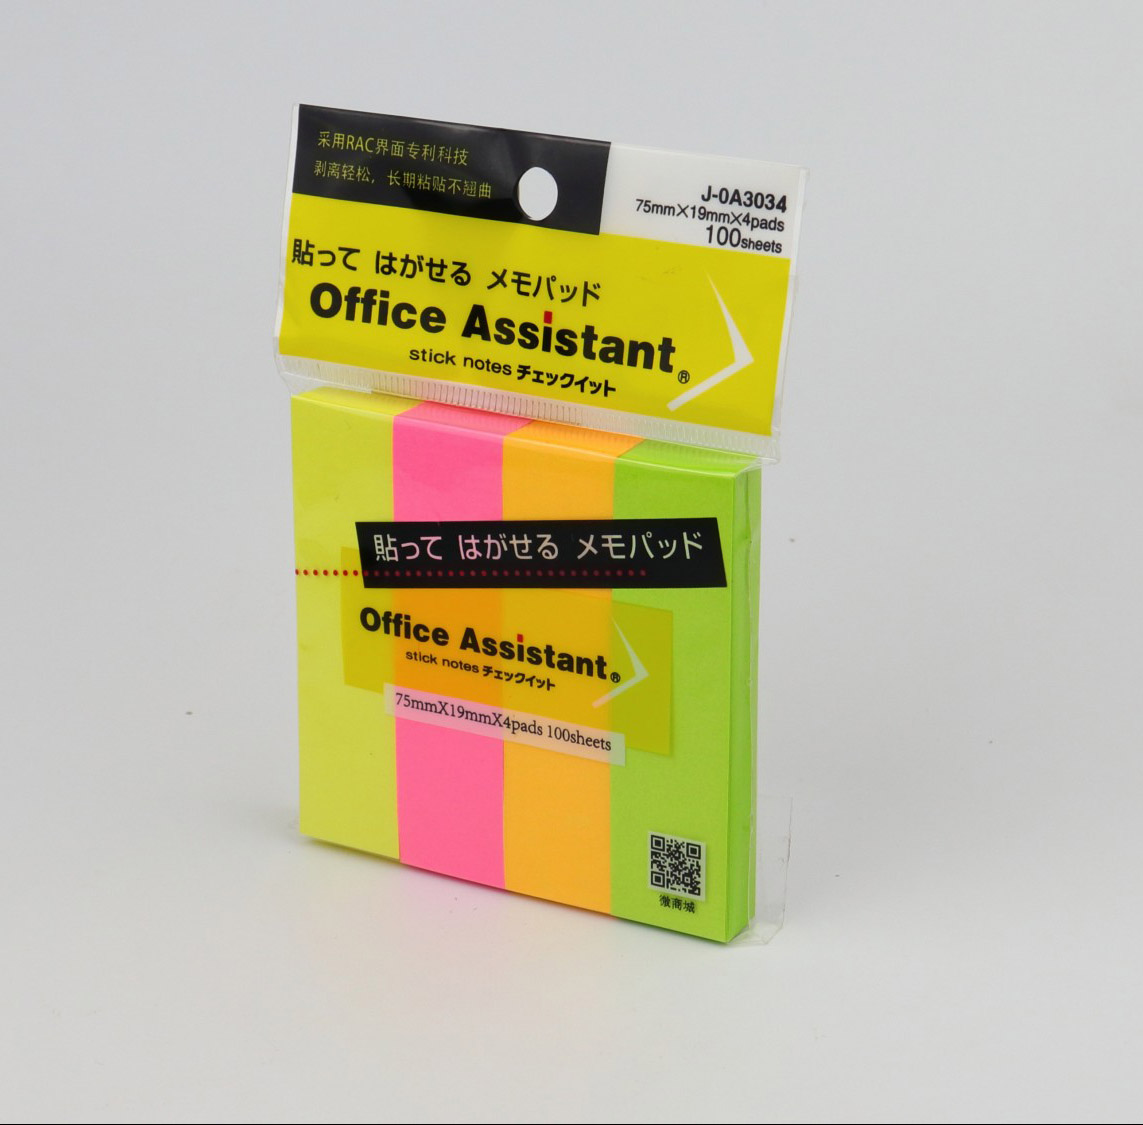 采用RAC界面专利科技
剥离轻松，长期粘贴不翘曲
J-0A3034
75mm×19mm×4pads
100sheets
貼って はがせる メモパッド
Office Assistant®
stick notes チェックイット
貼って はがせる メモパッド
Office Assistant®
stick notes チェックイット
75mmX19mmX4pads 100sheets
微商城